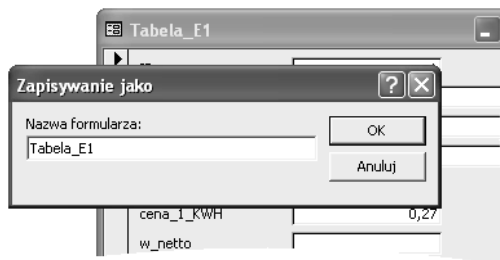 Tabela_E1
Zapisywanie jako
Nazwa formularza:
Tabela_E1
OK
Anuluj
cena_1_KWH 0,27
w_netto